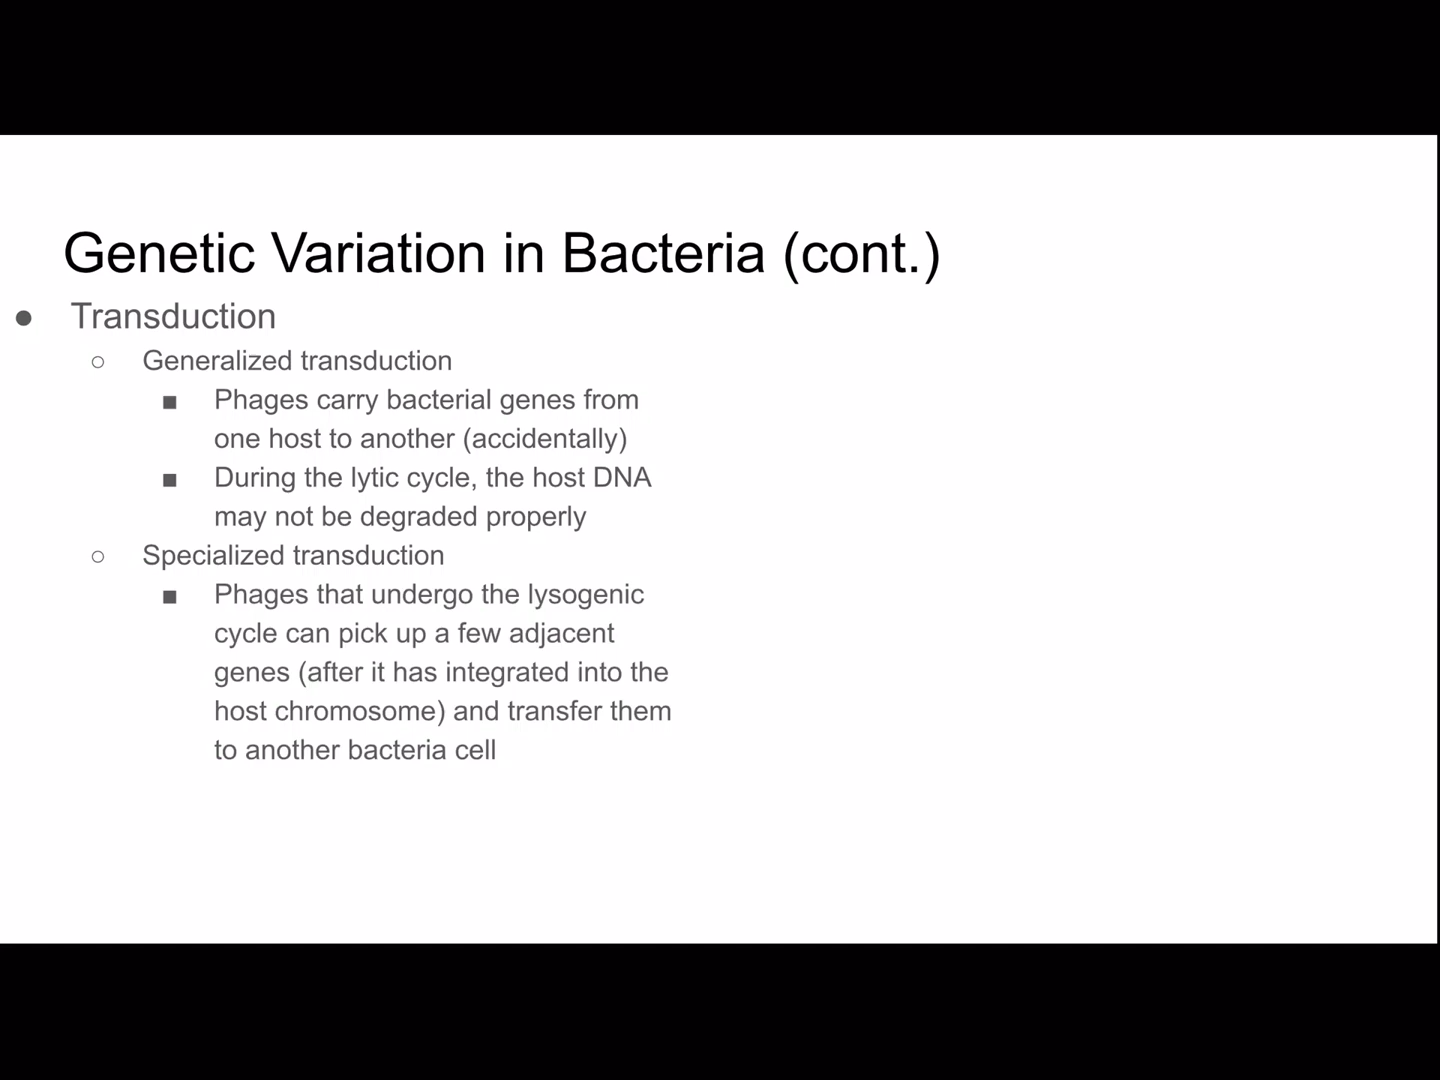 Genetic Variation in Bacteria (cont.)
● Transduction
○ Generalized transduction
■ Phages carry bacterial genes from
one host to another (accidentally)
■ During the lytic cycle, the host DNA
may not be degraded properly
○ Specialized transduction
■ Phages that undergo the lysogenic
cycle can pick up a few adjacent
genes (after it has integrated into the
host chromosome) and transfer them
to another bacteria cell